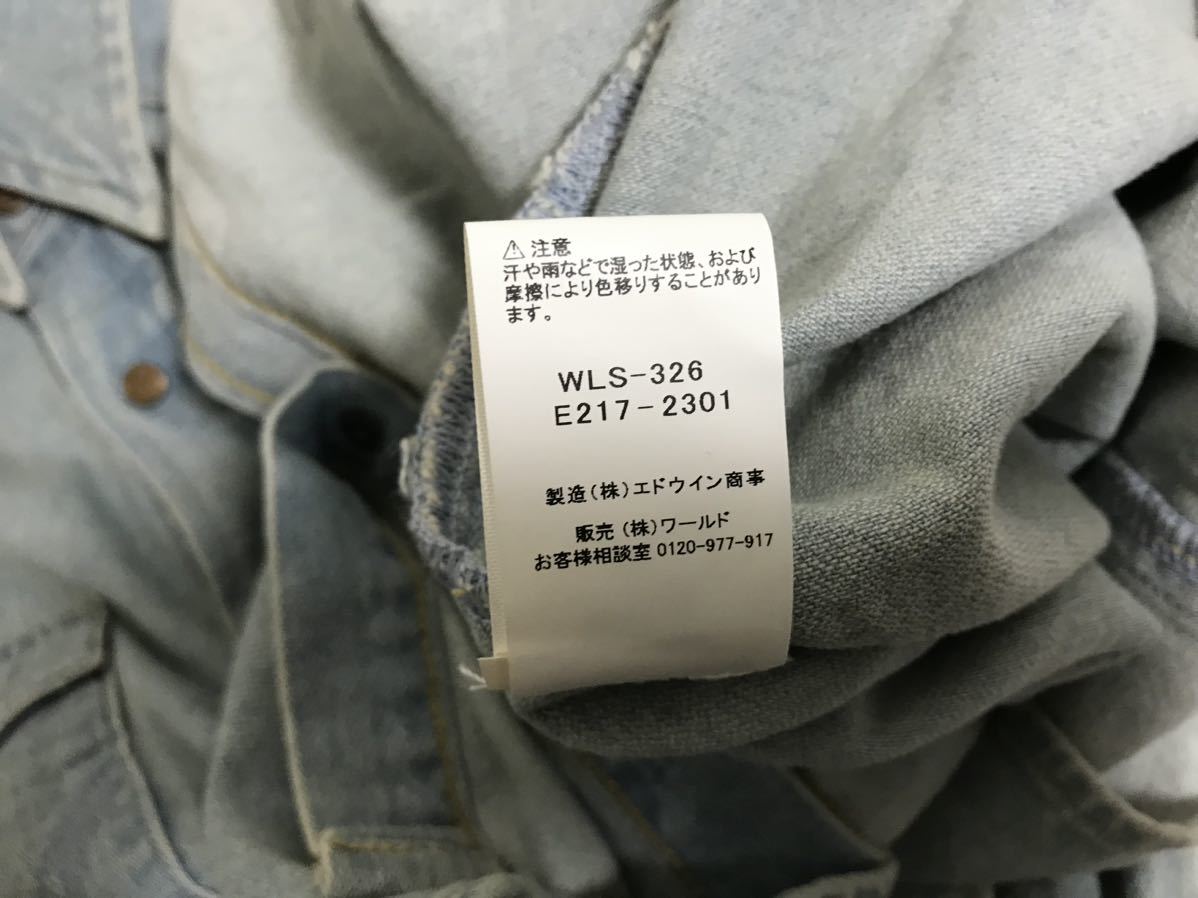 ⚠ 注意
汗や雨などで湿った状態、および
摩擦により色移りすることがあり
ます。
WLS-326
E217-2301
製造(株)エドウイン商事
販売 (株)ワールド
お客様相談室 0120-977-917